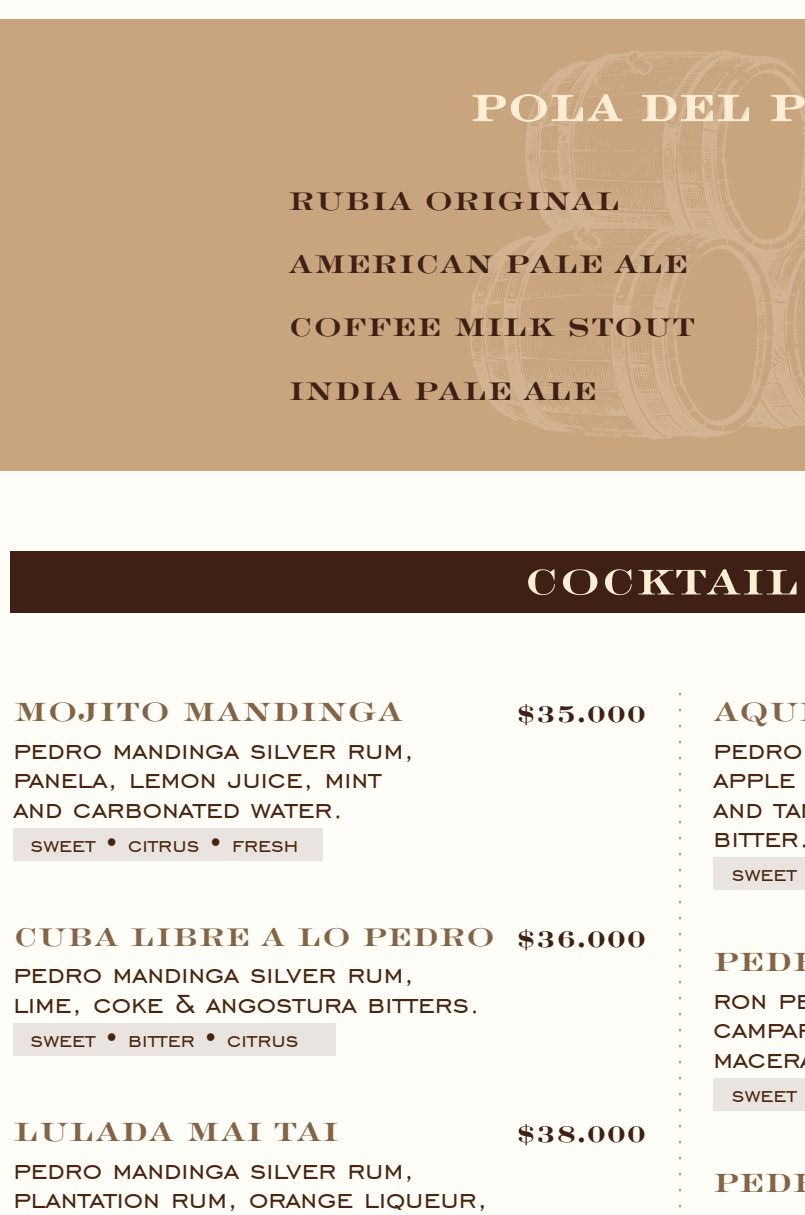 POLA DEL P
RUBIA ORIGINAL
AMERICAN PALE ALE
COFFEE MILK STOUT
INDIA PALE ALE
COCKTAIL
MOJITO MANDINGA $35.000
PEDRO MANDINGA SILVER RUM,
PANELA, LEMON JUICE, MINT
AND CARBONATED WATER.
SWEET • CITRUS • FRESH
CUBA LIBRE A LO PEDRO $36.000
PEDRO MANDINGA SILVER RUM,
LIME, COKE & ANGOSTURA BITTERS.
SWEET • BITTER • CITRUS
LULADA MAI TAI $38.000
PEDRO MANDINGA SILVER RUM,
PLANTATION RUM, ORANGE LIQUEUR,
PEDRO
APPLE
AND
BITTER.
SWEET
RON
SWEET